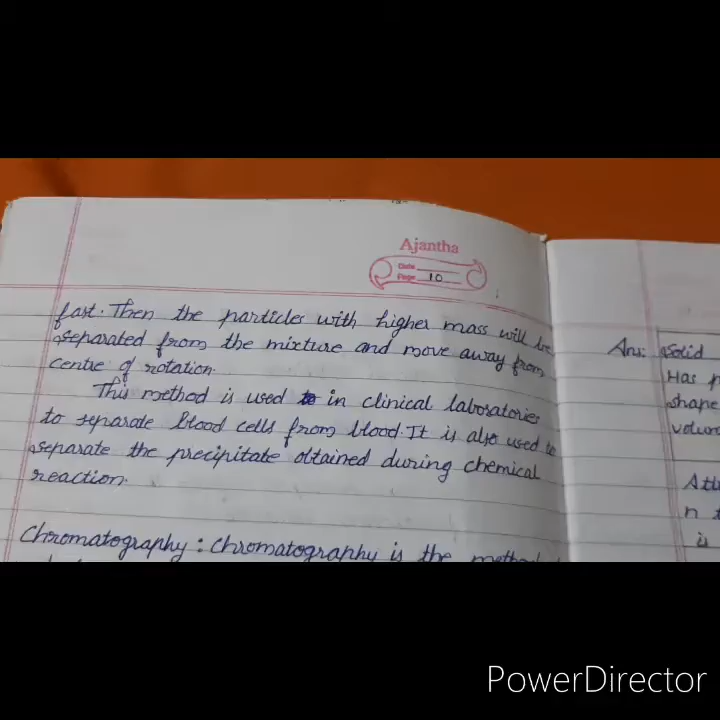 Ajantha
Date
Page 10
fast. Then the particles with higher mass will be
separated from the mixture and move away from
centre of rotation.
This method is used to in clinical laboratories
to separate blood cells from blood. It is also used to
separate the precipitate obtained during chemical
reaction.
Chromatography : Chromatography is the method
Ans: Solid
Has
shape
volum
n
is
PowerDirector